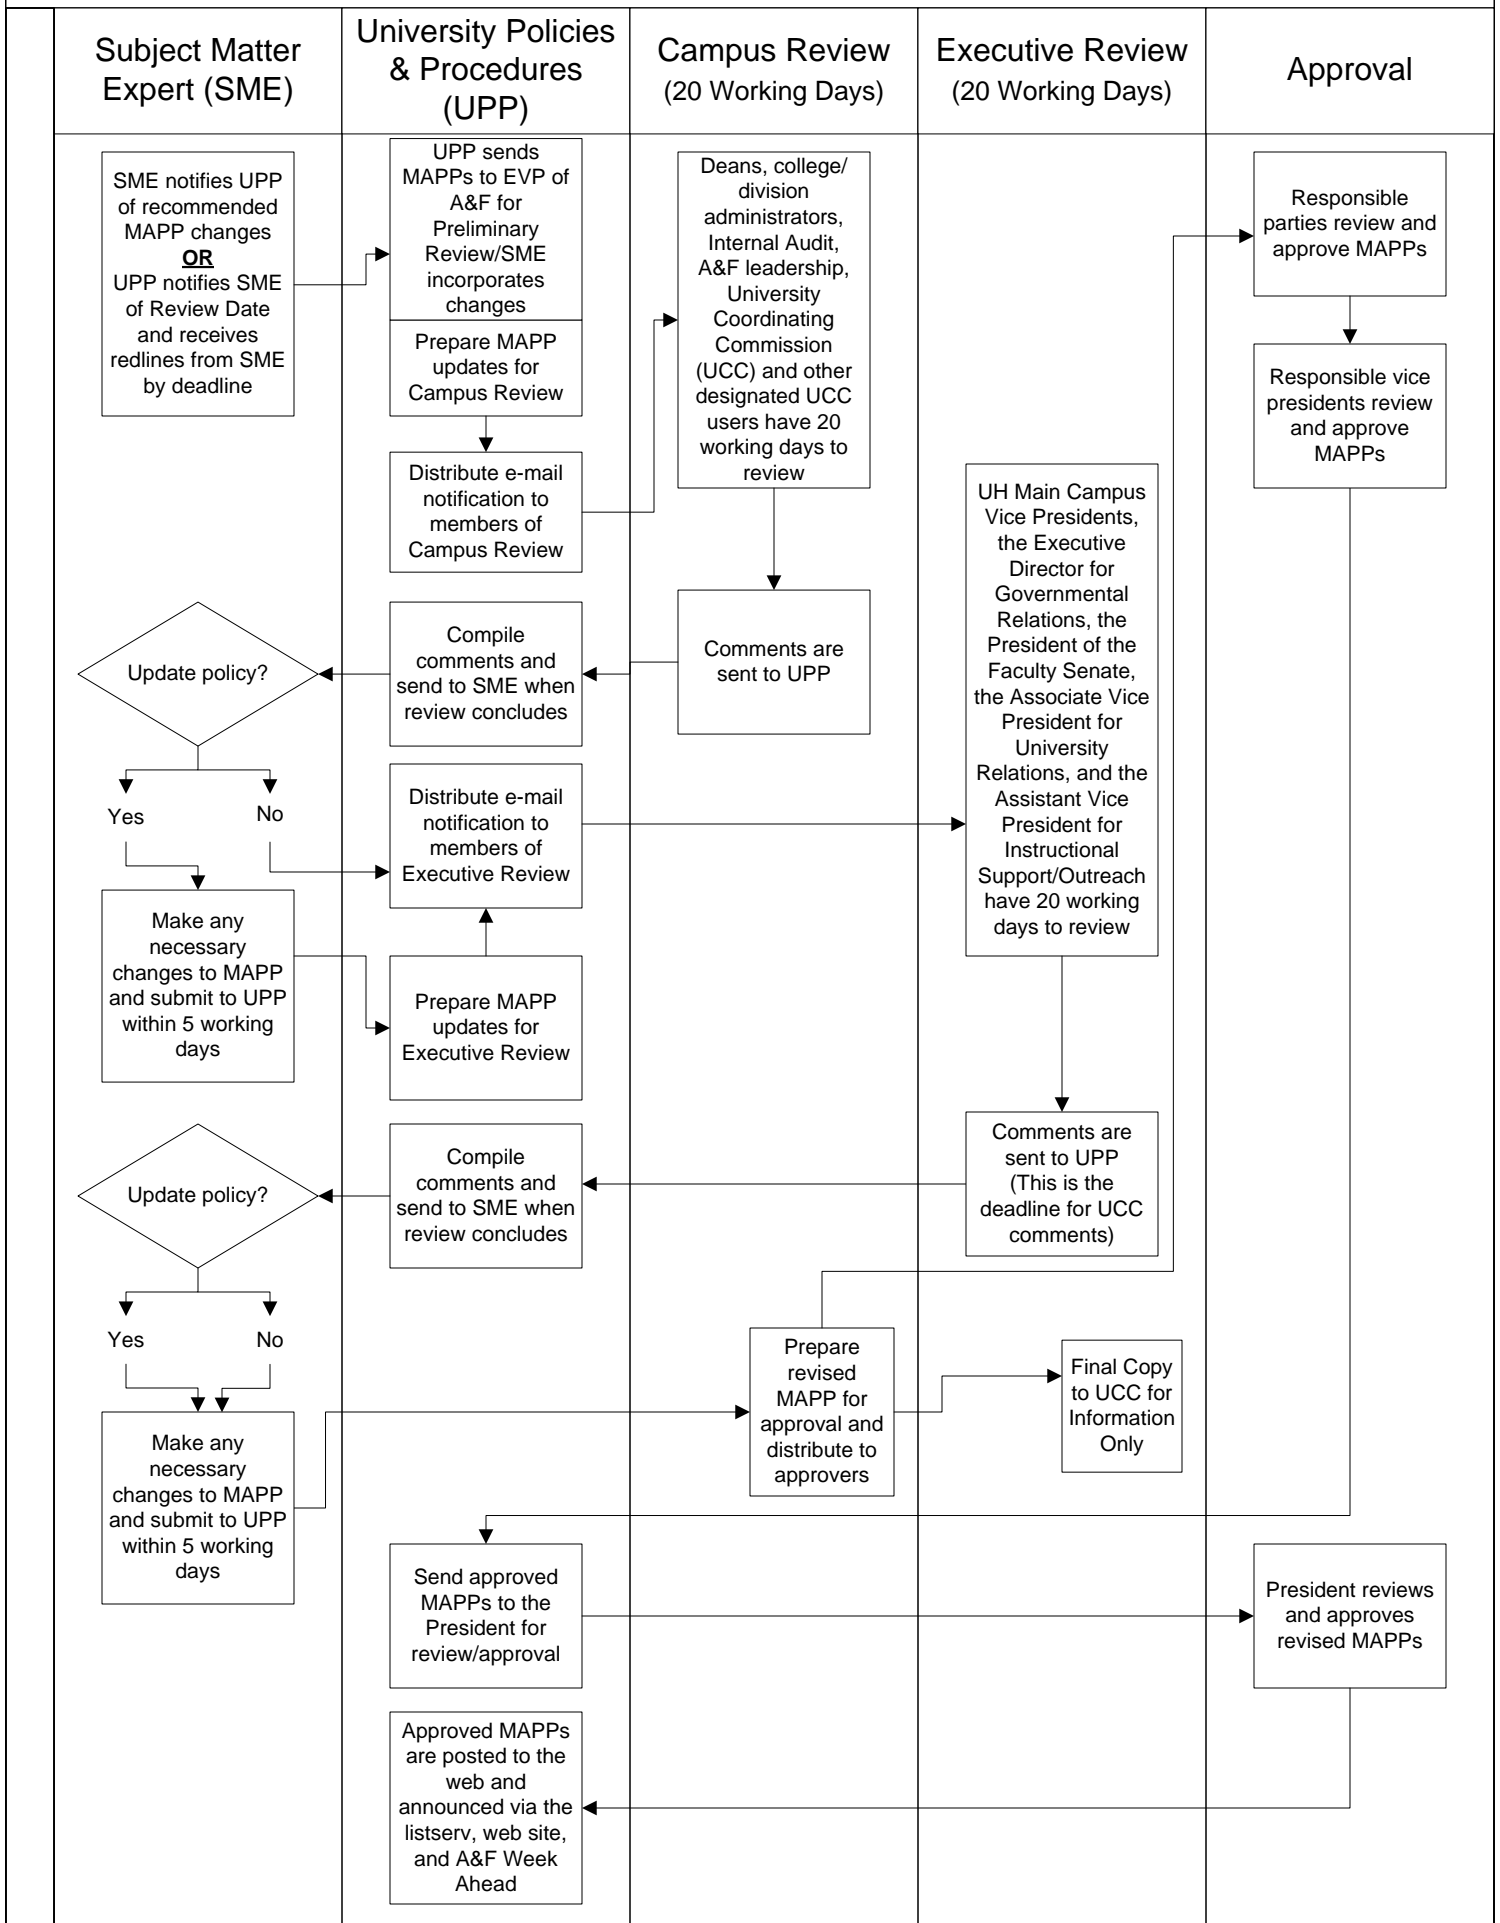 Subject Matter
Expert (SME)
University Policies
& Procedures
(UPP)
Campus Review
(20 Working Days)
Executive Review
(20 Working Days)
Approval
SME notifies UPP
of recommended
MAPP changes
OR
UPP notifies SME
of Review Date
and receives
redlines from SME
by deadline
UPP sends
MAPPs to EVP of
A&F for
Preliminary
Review/SME
incorporates
changes
Prepare MAPP
updates for
Campus Review
Distribute e-mail
notification to
members of
Campus Review
Deans, college/
division
administrators,
Internal Audit,
A&F leadership,
University
Coordinating
Commission
(UCC) and other
designated UCC
users have 20
working days to
review
Responsible
parties review and
approve MAPPs
Responsible vice
presidents review
and approve
MAPPs
UH Main Campus
Vice Presidents,
the Executive
Director for
Governmental
Relations, the
President of the
Faculty Senate,
the Associate Vice
President for
University
Relations, and the
Assistant Vice
President for
Instructional
Support/Outreach
have 20 working
days to review
Comments are
sent to UPP
Compile
comments and
send to SME when
review concludes
Update policy?
Yes
No
Distribute e-mail
notification to
members of
Executive Review
Make any
necessary
changes to MAPP
and submit to UPP
within 5 working
days
Prepare MAPP
updates for
Executive Review
Comments are
sent to UPP
(This is the
deadline for UCC
comments)
Compile
comments and
send to SME when
review concludes
Update policy?
Yes
No
Make any
necessary
changes to MAPP
and submit to UPP
within 5 working
days
Prepare
revised
MAPP for
approval and
distribute to
approvers
Final Copy
to UCC for
Information
Only
Send approved
MAPPs to the
President for
review/approval
President reviews
and approves
revised MAPPs
Approved MAPPs
are posted to the
web and
announced via the
listserv, web site,
and A&F Week
Ahead